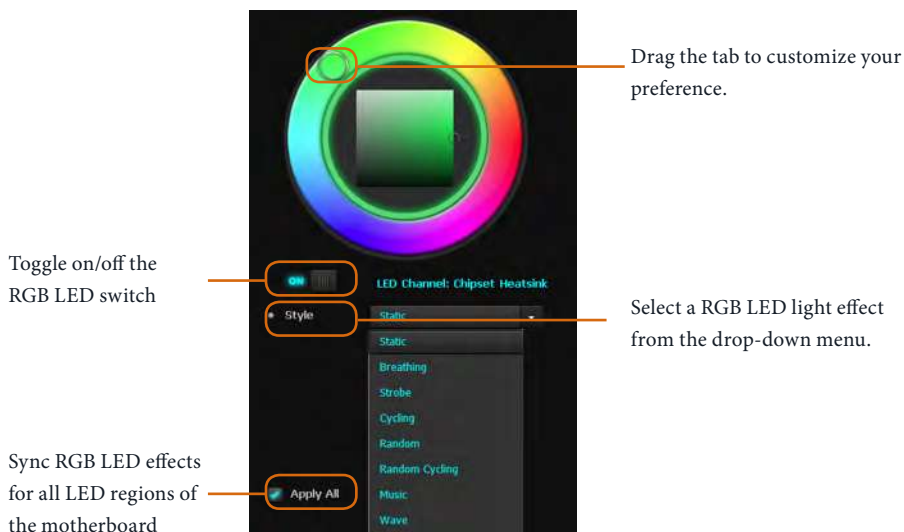 Drag the tab to customize your
preference.
Toggle on/off the
RGB LED switch
ON
LED Channel: Chipset Heatsink
Style
Static
Select a RGB LED light effect
from the drop-down menu.
Static
Breathing
Strobe
Cycling
Random
Random Cycling
Sync RGB LED effects
for all LED regions of
the motherboard
Apply All
Music
Wave